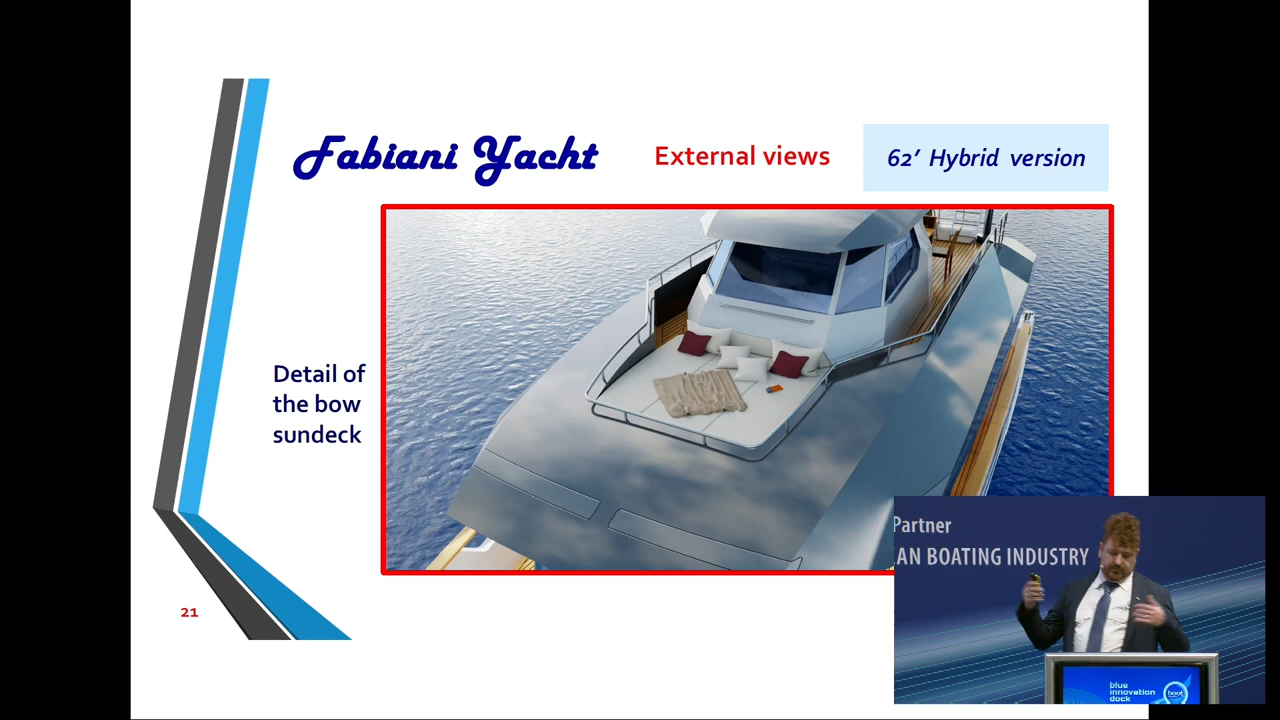 Fabiani Yacht
External views
62' Hybrid version
Detail of
the bow
sundeck
21
Partner
AN BOATING INDUSTRY
blue
innovation
dock
boot